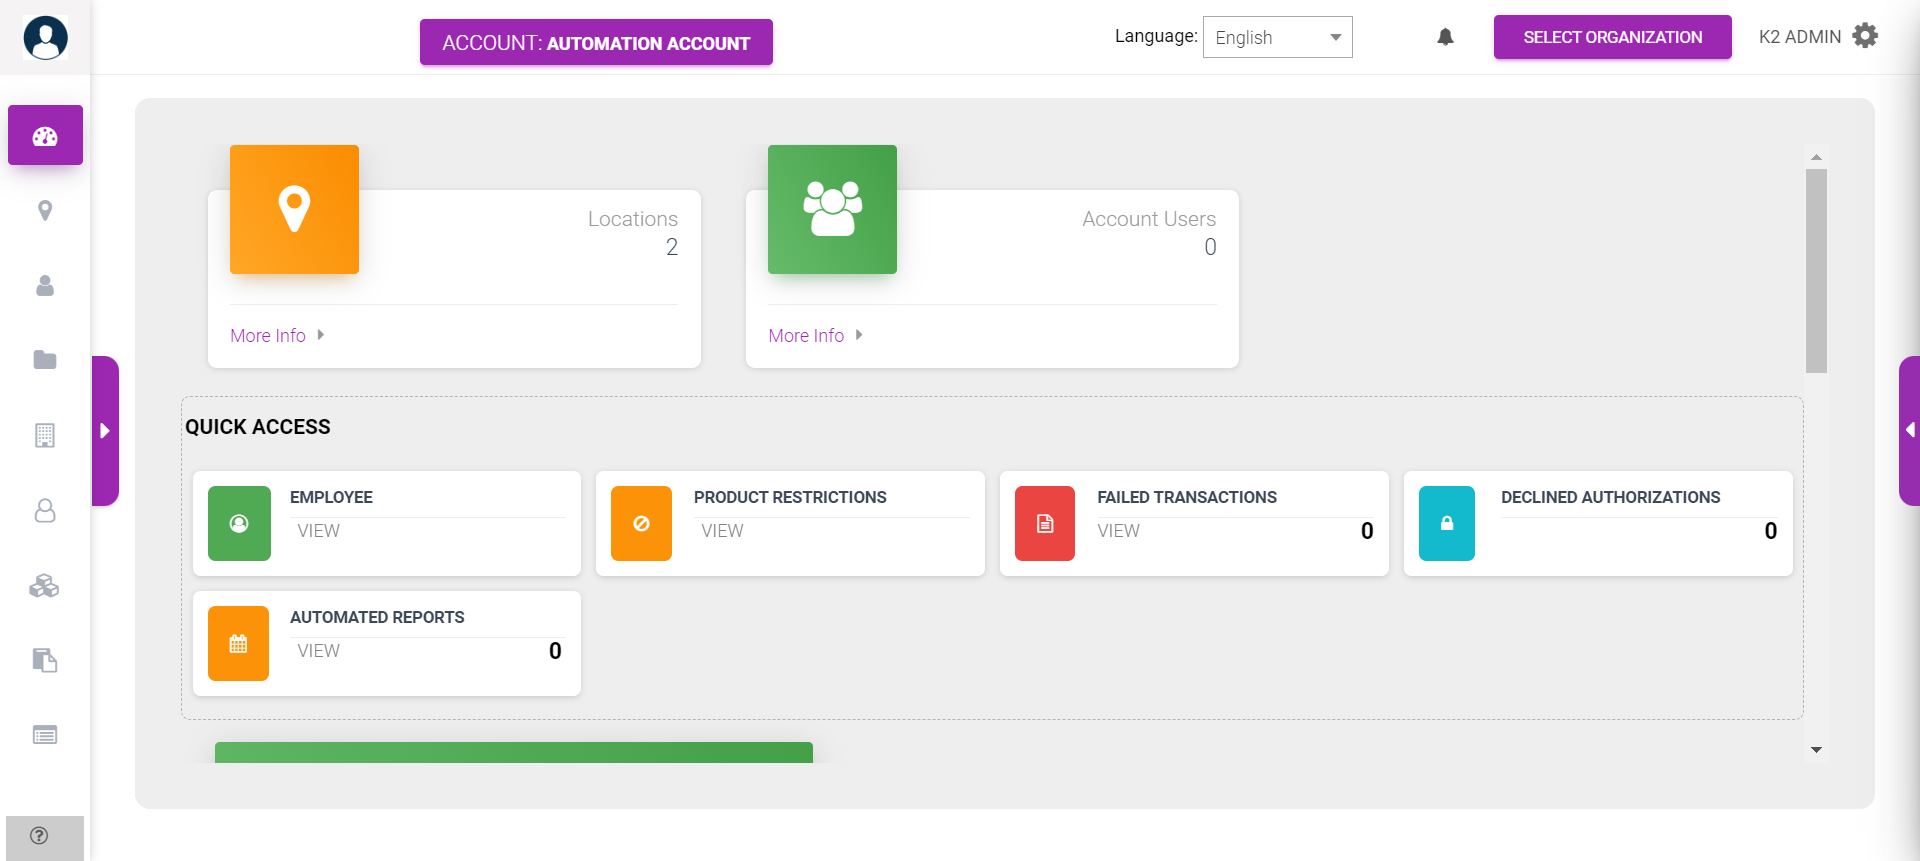 ACCOUNT: AUTOMATION ACCOUNT
Language: English
SELECT ORGANIZATION
K2 ADMIN
Locations
2
More Info
Account Users
0
More Info
QUICK ACCESS
EMPLOYEE
VIEW
PRODUCT RESTRICTIONS
VIEW
FAILED TRANSACTIONS
VIEW 0
DECLINED AUTHORIZATIONS
0
AUTOMATED REPORTS
VIEW 0